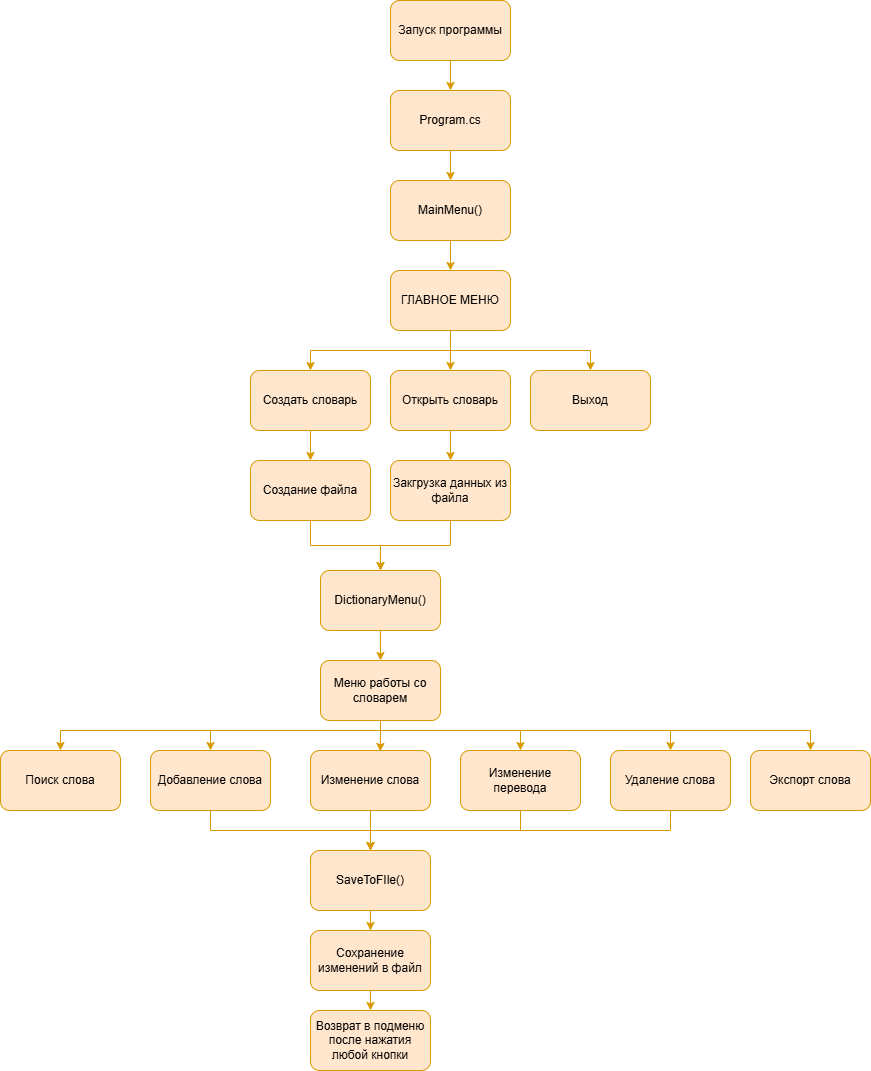 Запуск программы
Program.cs
MainMenu()
ГЛАВНОЕ МЕНЮ
Создать словарь
Открыть словарь
Выход
Создание файла
Закгрузка данных из
файла
DictionaryMenu()
Меню работы со
словарем
Поиск слова
Добавление слова
Изменение слова
Изменение
перевода
Удаление слова
Экспорт слова
SaveToFIle()
Сохранение
изменений в файл
Возврат в подменю
после нажатия
любой кнопки